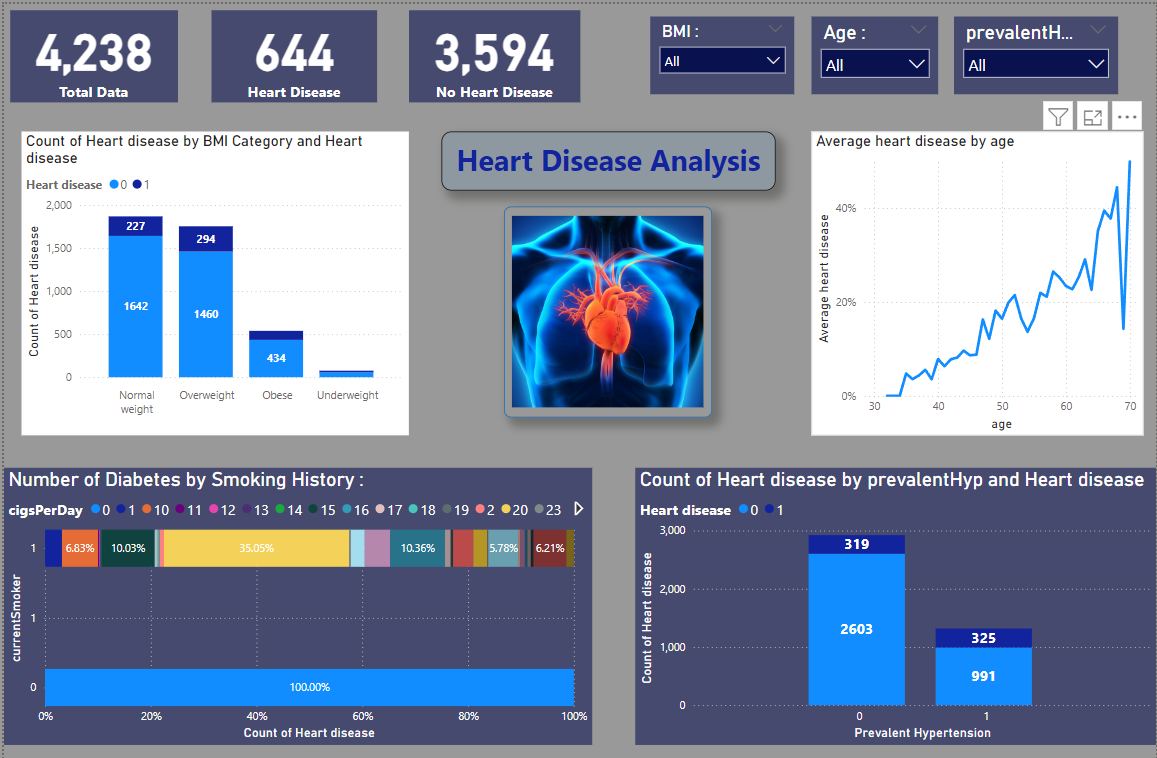 4,238
Total Data
644
Heart Disease
3,594
No Heart Disease
BMI :
All
Age :
All
prevalentH...
All
Count of Heart disease by BMI Category and Heart
disease
Heart disease 0 1
2,000
1,500
1,000
500
0
Count of Heart disease
227
1642
294
1460
434
Normal
weight
Overweight
Obese
Underweight
Heart Disease Analysis
Average heart disease by age
40%
20%
0%
Average heart disease
30 40 50 60 70
age
Number of Diabetes by Smoking History :
cigsPerDay 0 1 10 11 12 13 14 15 16 17 18 19 2 20 23
currentSmoker
1
6.83% 10.03% 35.05% 10.36% 5.78% 6.21%
1
0
100.00%
0% 20% 40% 60% 80% 100%
Count of Heart disease
Count of Heart disease by prevalentHyp and Heart disease
Heart disease 0 1
3,000
2,000
1,000
0
Count of Heart disease
319
2603
325
991
0 1
Prevalent Hypertension